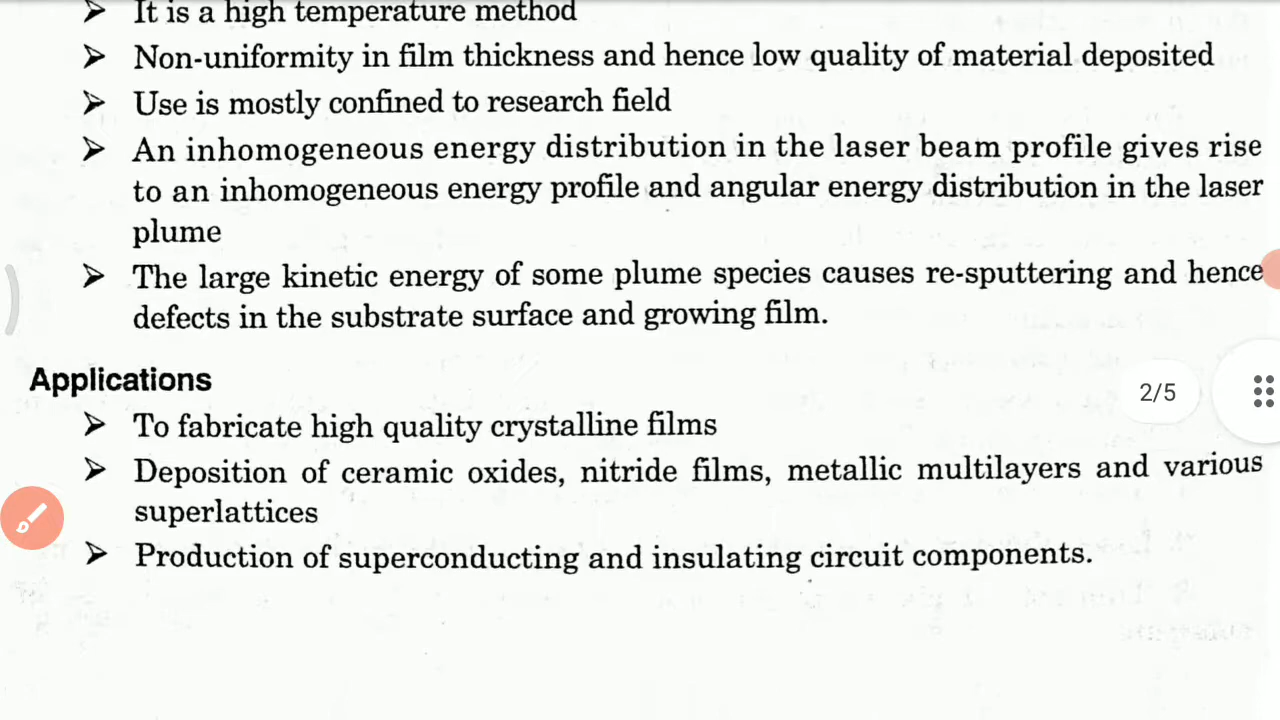 ➢ It is a high temperature method
➢ Non-uniformity in film thickness and hence low quality of material deposited
➢ Use is mostly confined to research field
➢ An inhomogeneous energy distribution in the laser beam profile gives rise
to an inhomogeneous energy profile and angular energy distribution in the laser
plume
➢ The large kinetic energy of some plume species causes re-sputtering and hence
defects in the substrate surface and growing film.
Applications
2/5
➢ To fabricate high quality crystalline films
➢ Deposition of ceramic oxides, nitride films, metallic multilayers and various
superlattices
➢ Production of superconducting and insulating circuit components.